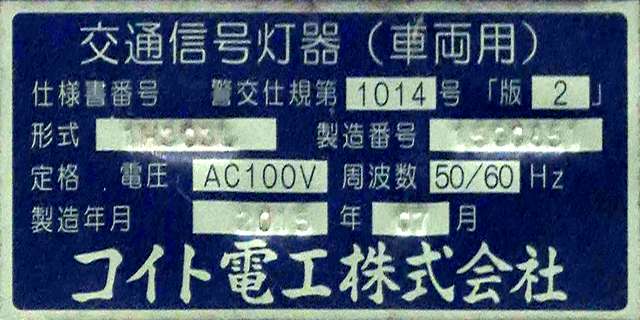 交通信号灯器（車両用）
仕様書番号 警交仕規第 1014 号 「版 2 」
形式 製造番号
定格 電圧 AC100V 周波数 50/60 Hz
製造年月 2015 年 07 月
コイト電工株式会社